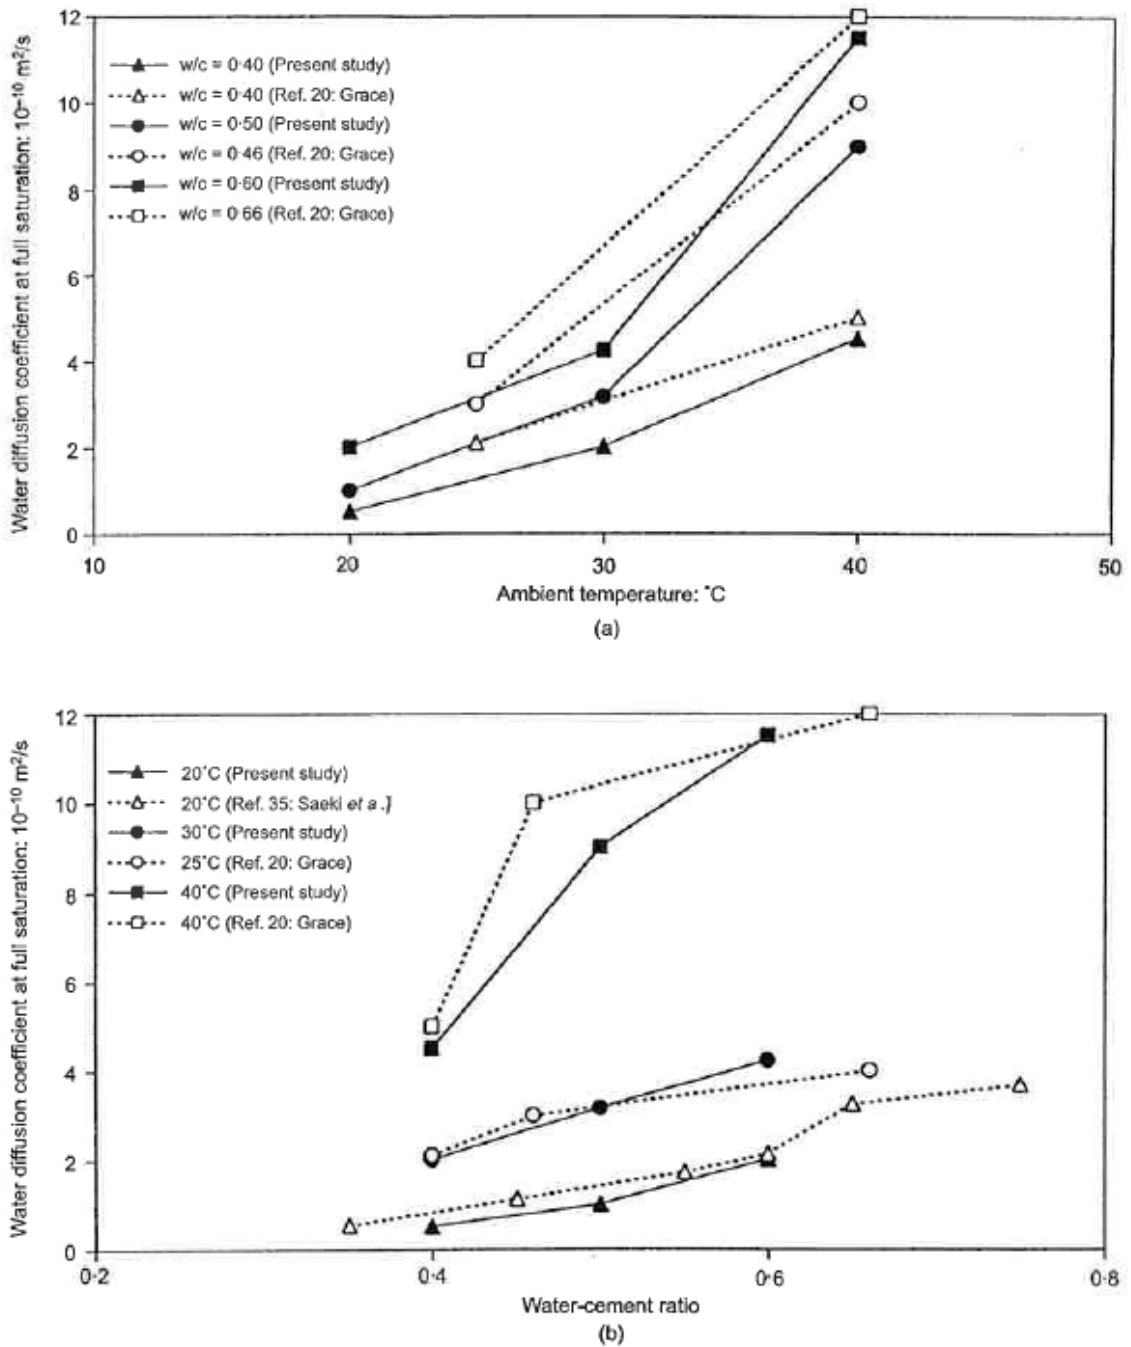 Water diffusion coefficient at full saturation: 10⁻¹⁰ m²/s
12
10
8
6
4
2
0
w/c = 0·40 (Present study)
w/c = 0·40 (Ref. 20: Grace)
w/c = 0·50 (Present study)
w/c = 0·46 (Ref. 20: Grace)
w/c = 0·60 (Present study)
w/c = 0·66 (Ref. 20: Grace)
10 20 30 40 50
Ambient temperature: ˚C
(a)
Water diffusion coefficient at full saturation: 10⁻¹⁰ m²/s
12
10
8
6
4
2
0
20˚C (Present study)
20˚C (Ref. 35: Saeki et a .]
30˚C (Present study)
25˚C (Ref. 20: Grace)
40˚C (Present study)
40˚C (Ref. 20: Grace)
0·2 0·4 0·6 0·8
Water-cement ratio
(b)